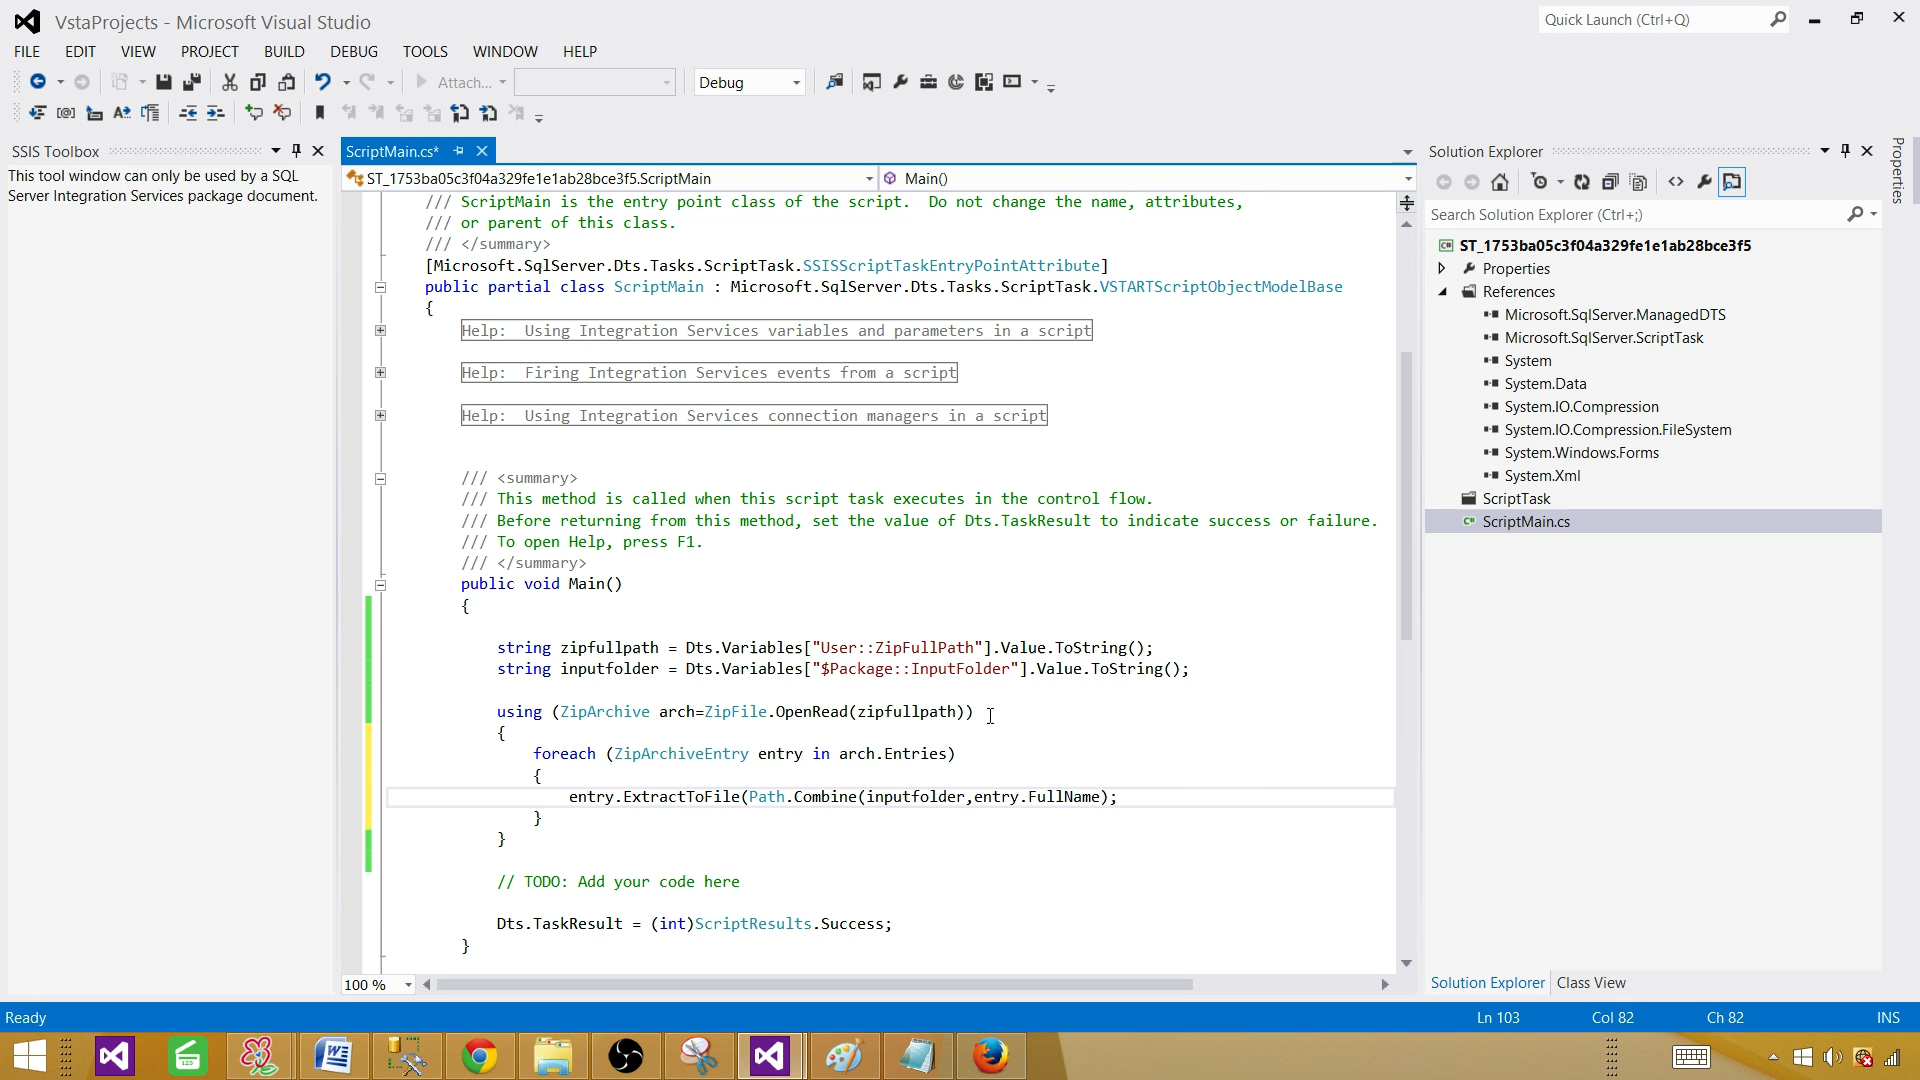 VstaProjects - Microsoft Visual Studio
Quick Launch (Ctrl+Q)
FILE EDIT VIEW PROJECT BUILD DEBUG TOOLS WINDOW HELP
Attach...
Debug
SSIS Toolbox
This tool window can only be used by a SQL
Server Integration Services package document.
ScriptMain.cs*
ST_1753ba05c3f04a329fe1e1ab28bce3f5.ScriptMain
Main()
/// ScriptMain is the entry point class of the script.  Do not change the name, attributes,
/// or parent of this class.
/// </summary>
[Microsoft.SqlServer.Dts.Tasks.ScriptTask.SSISScriptTaskEntryPointAttribute]
public partial class ScriptMain : Microsoft.SqlServer.Dts.Tasks.ScriptTask.VSTARTScriptObjectModelBase
{
Help:  Using Integration Services variables and parameters in a script
Help:  Firing Integration Services events from a script
Help:  Using Integration Services connection managers in a script
/// <summary>
/// This method is called when this script task executes in the control flow.
/// Before returning from this method, set the value of Dts.TaskResult to indicate success or failure.
/// To open Help, press F1.
/// </summary>
public void Main()
{
string zipfullpath = Dts.Variables["User::ZipFullPath"].Value.ToString();
string inputfolder = Dts.Variables["$Package::InputFolder"].Value.ToString();
using (ZipArchive arch=ZipFile.OpenRead(zipfullpath))
{
foreach (ZipArchiveEntry entry in arch.Entries)
{
entry.ExtractToFile(Path.Combine(inputfolder,entry.FullName);
}
}
// TODO: Add your code here
Dts.TaskResult = (int)ScriptResults.Success;
}
100 %
Solution Explorer
Properties
Search Solution Explorer (Ctrl+;)
ST_1753ba05c3f04a329fe1e1ab28bce3f5
Properties
References
Microsoft.SqlServer.ManagedDTS
Microsoft.SqlServer.ScriptTask
System
System.Data
System.IO.Compression
System.IO.Compression.FileSystem
System.Windows.Forms
System.Xml
ScriptTask
ScriptMain.cs
Solution Explorer
Class View
Ready
Ln 103
Col 82
Ch 82
INS